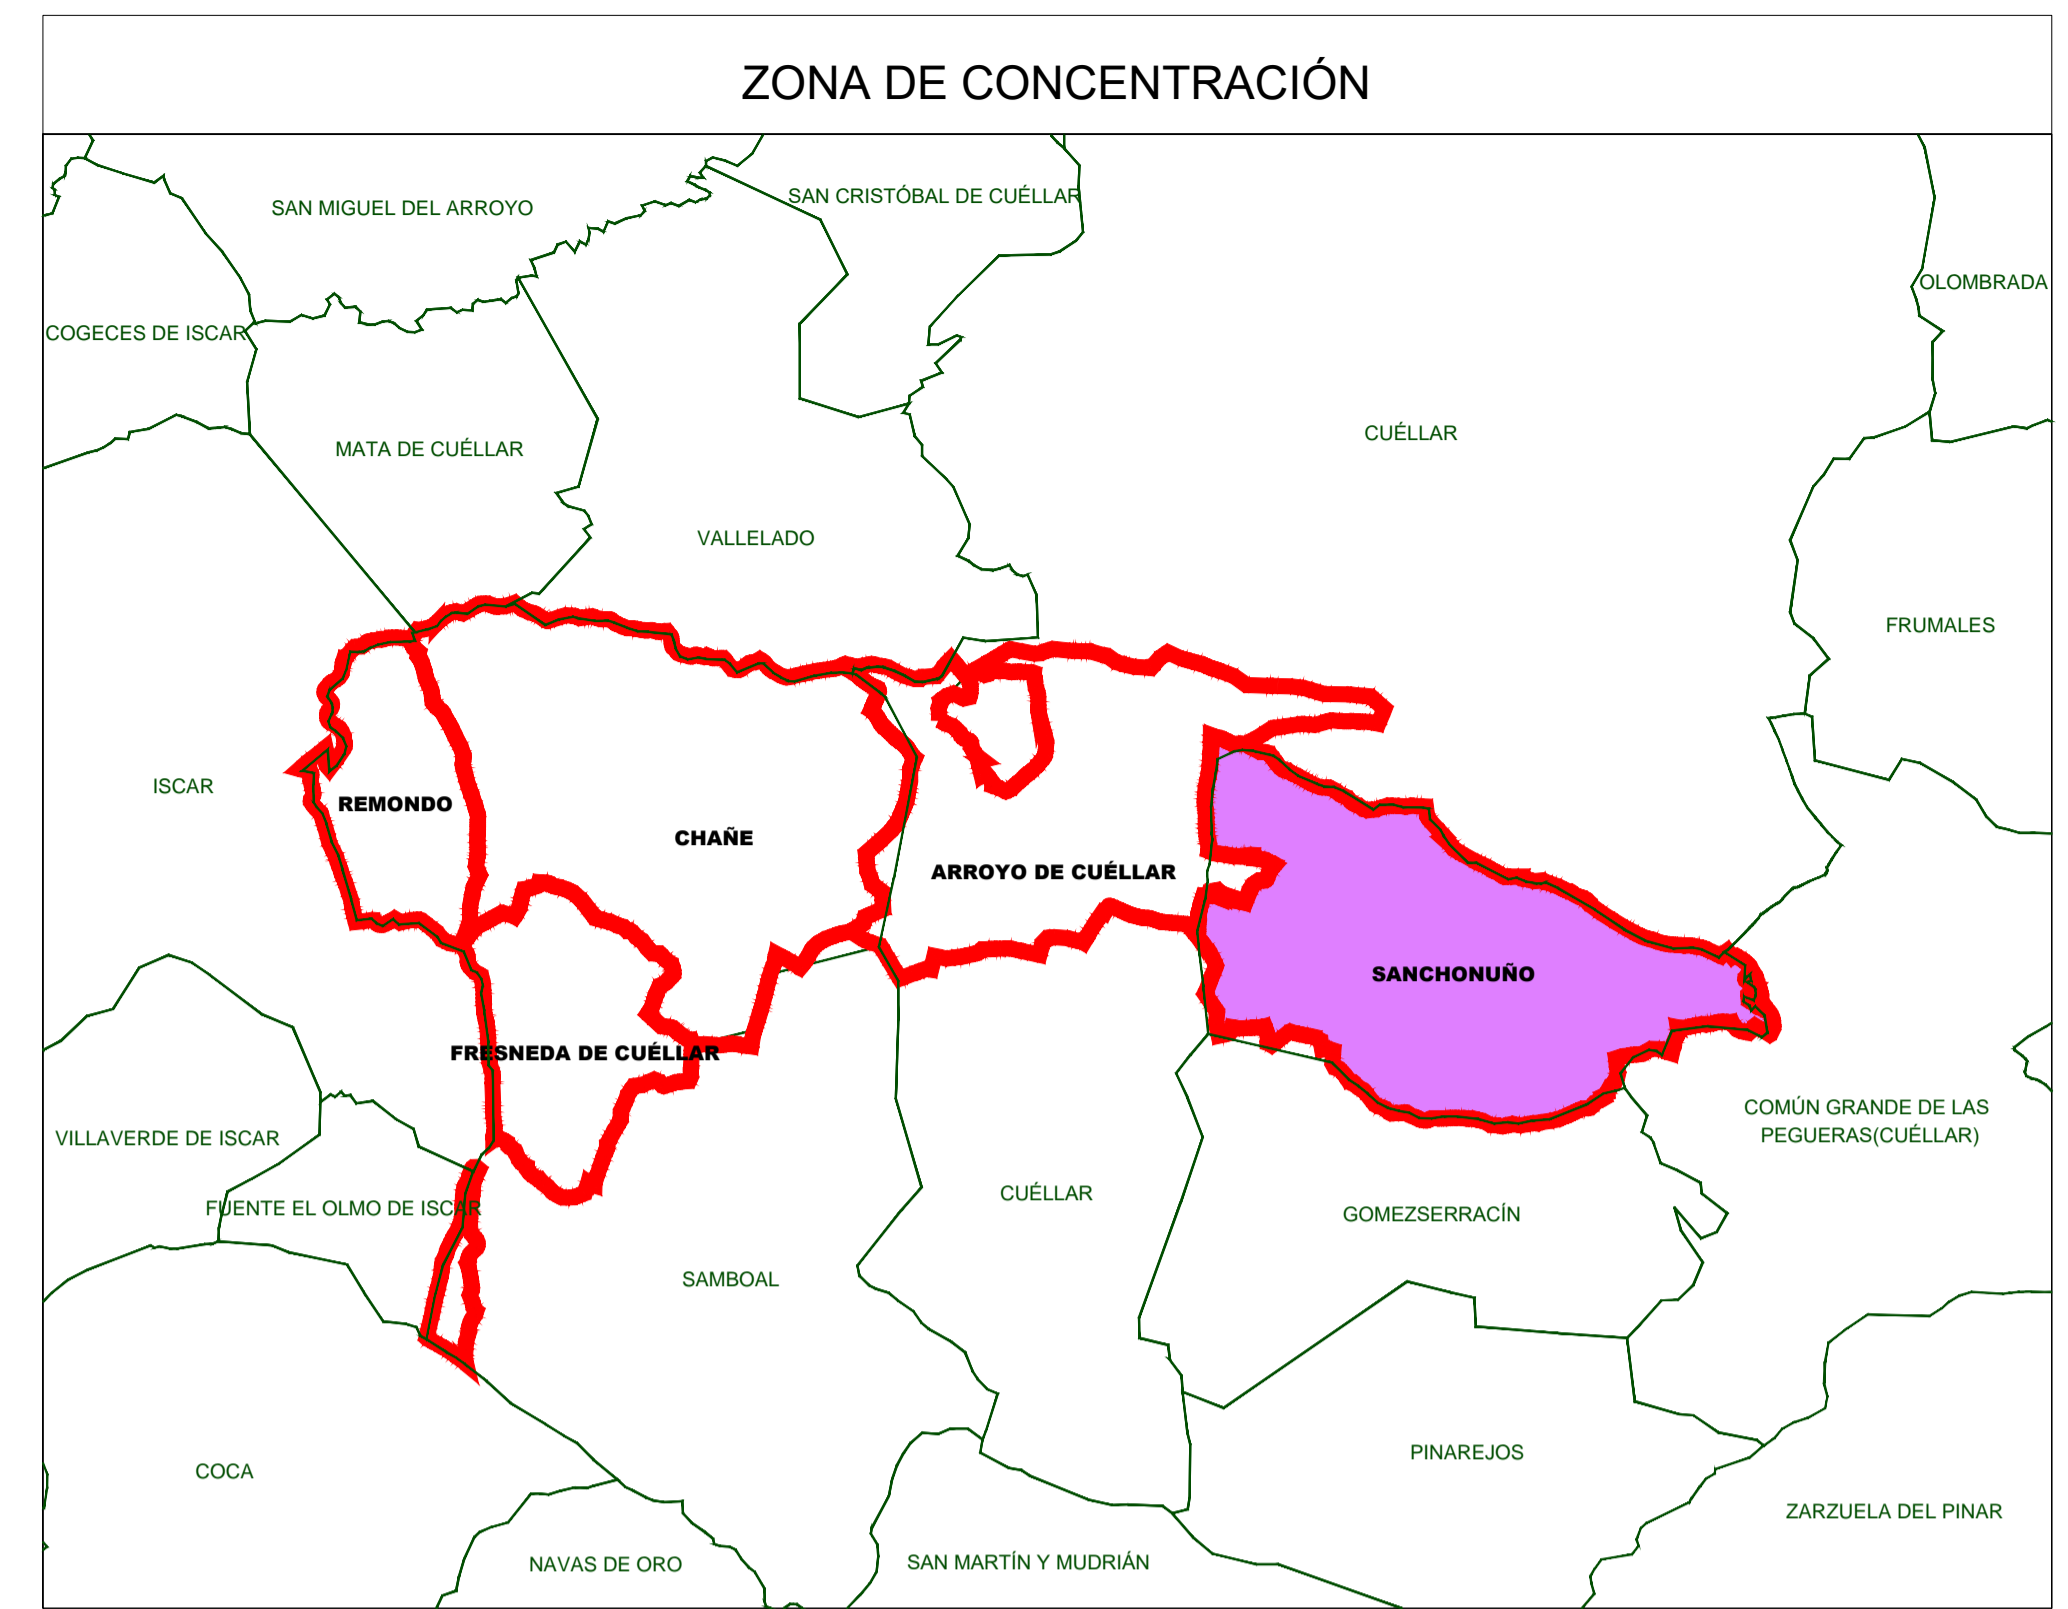 ZONA DE CONCENTRACIÓN
SAN MIGUEL DEL ARROYO
SAN CRISTÓBAL DE CUÉLLAR
OLOMBRADA
COGECES DE ISCAR
CUÉLLAR
MATA DE CUÉLLAR
VALLELADO
FRUMALES
ISCAR
REMONDO
CHAÑE
ARROYO DE CUÉLLAR
SANCHONUÑO
FRESNEDA DE CUÉLLAR
COMÚN GRANDE DE LAS
PEGUERAS(CUÉLLAR)
VILLAVERDE DE ISCAR
CUÉLLAR
FUENTE EL OLMO DE ISCAR
GOMEZSERRACÍN
SAMBOAL
PINAREJOS
COCA
ZARZUELA DEL PINAR
NAVAS DE ORO
SAN MARTÍN Y MUDRIÁN